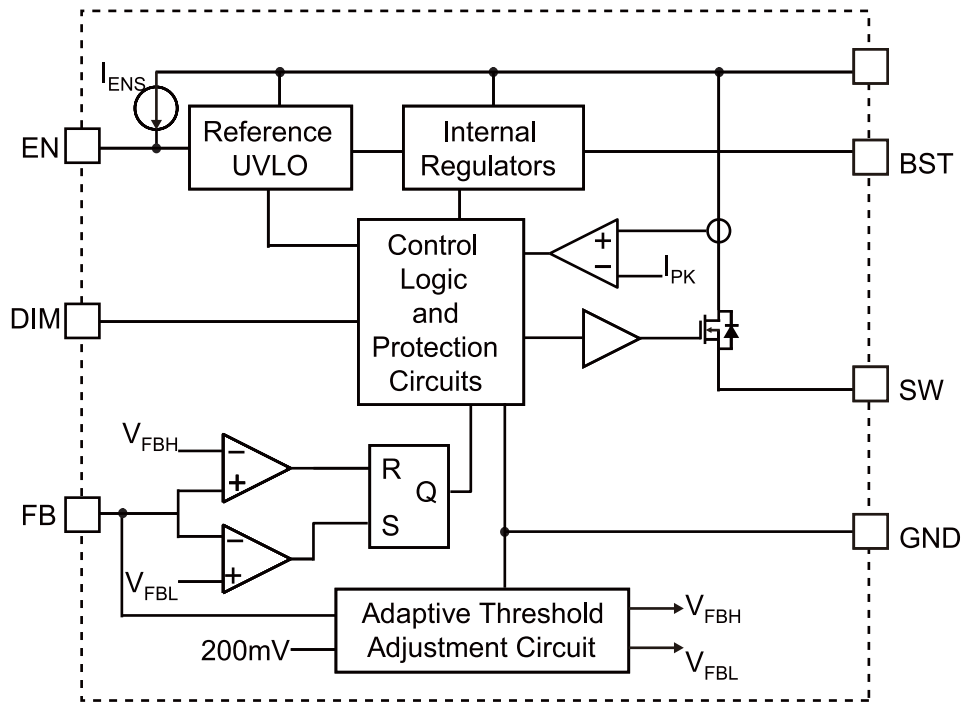 I_ENS
EN
Reference
UVLO
Internal
Regulators
BST
Control
Logic
and
Protection
Circuits
+
−
I_PK
DIM
SW
V_FBH
−
+
R
Q
S
FB
−
+
V_FBL
GND
Adaptive Threshold
Adjustment Circuit
200mV
V_FBH
V_FBL